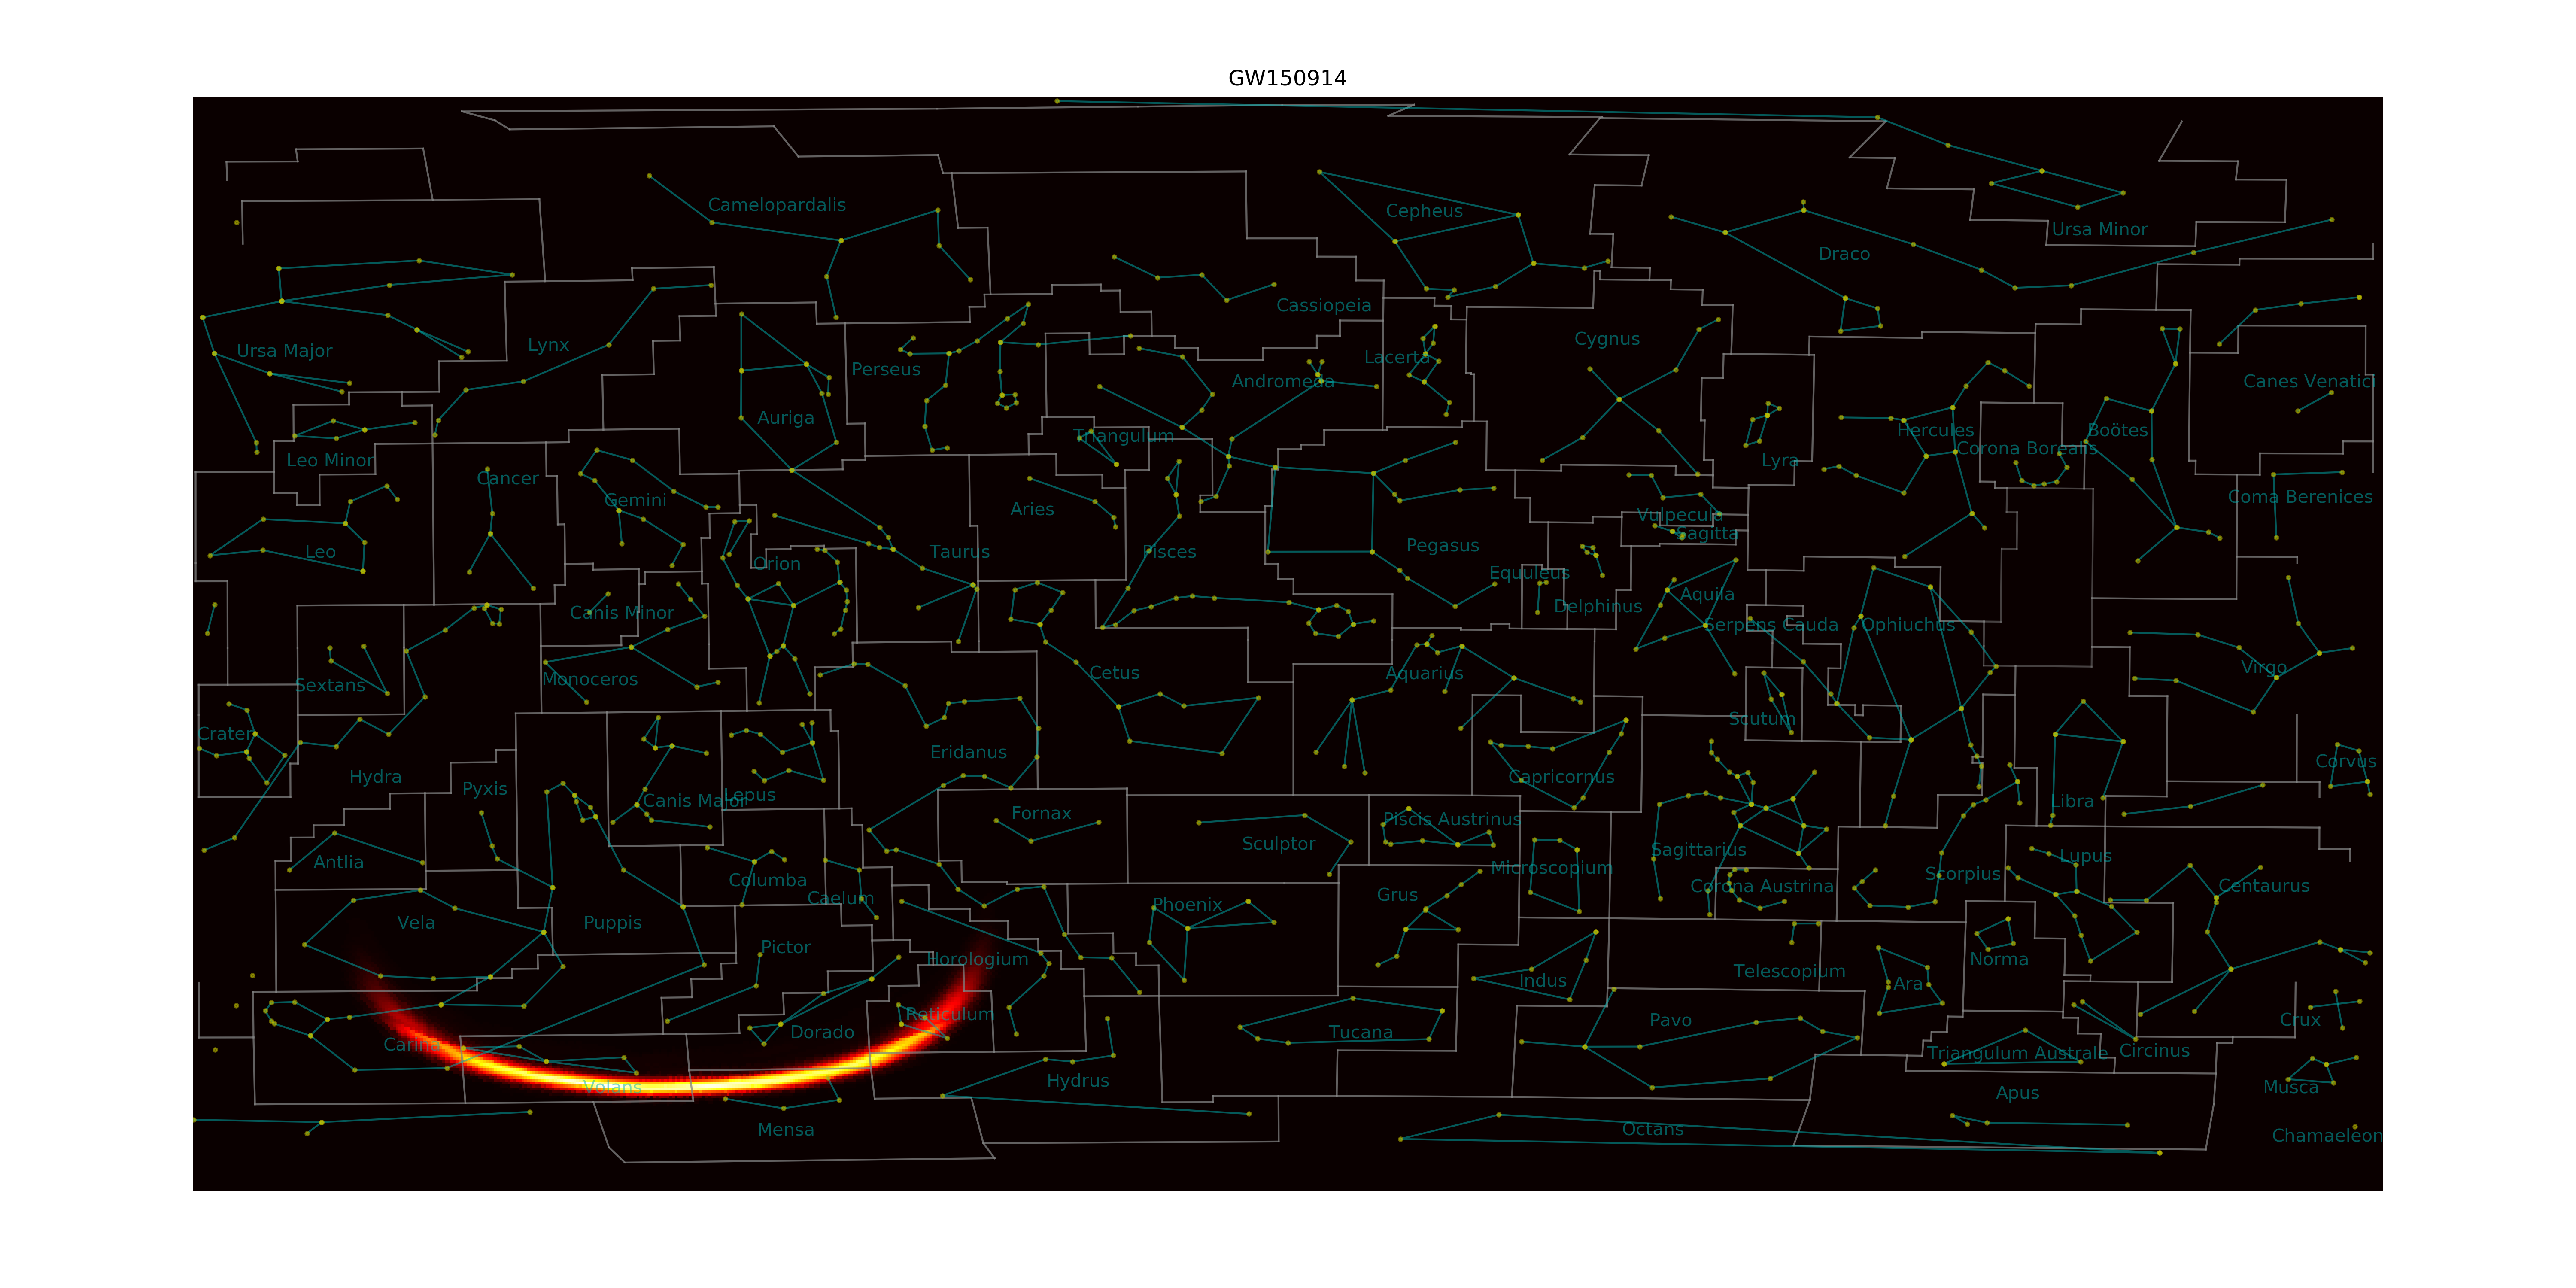 GW150914
Camelopardalis
Cepheus
Ursa Minor
Draco
Cassiopeia
Cygnus
Ursa Major
Lynx
Lacerta
Perseus
Andromeda
Canes Venatici
Auriga
Triangulum
Hercules
Boötes
Corona Borealis
Leo Minor
Lyra
Cancer
Gemini
Coma Berenices
Aries
Vulpecula
Sagitta
Leo
Orion
Taurus
Pisces
Pegasus
Equuleus
Canis Minor
Delphinus
Aquila
Serpens Cauda
Ophiuchus
Sextans
Monoceros
Cetus
Aquarius
Virgo
Crater
Scutum
Eridanus
Corvus
Hydra
Capricornus
Pyxis
Canis Major
Lepus
Libra
Fornax
Piscis Austrinus
Sculptor
Sagittarius
Antlia
Lupus
Microscopium
Columba
Scorpius
Corona Austrina
Centaurus
Caelum
Grus
Phoenix
Vela
Puppis
Pictor
Horologium
Norma
Telescopium
Indus
Ara
Reticulum
Dorado
Tucana
Pavo
Crux
Carina
Triangulum Australe
Circinus
Volans
Hydrus
Musca
Apus
Mensa
Octans
Chamaeleon